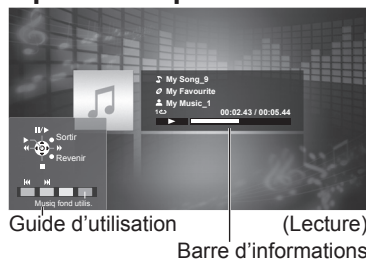 My Song_9
My Favourite
My Music_1
00:02.43 / 00:05.44
Sortir
Revenir
Musiq fond utilis.
Guide d'utilisation
(Lecture)
Barre d'informations